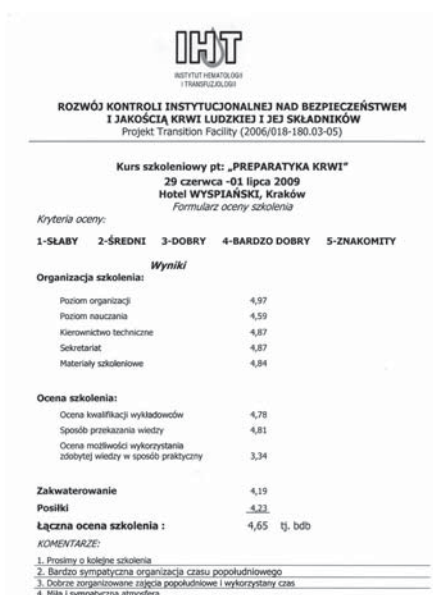 IHT
INSTYTUT HEMATOLOGII
I TRANSFUZJOLOGII
ROZWÓJ KONTROLI INSTYTUCJONALNEJ NAD BEZPIECZEŃSTWEM
I JAKOŚCIĄ KRWI LUDZKIEJ I JEJ SKŁADNIKÓW
Projekt Transition Facility (2006/018-180.03-05)
Kurs szkoleniowy pt: „PREPARATYKA KRWI"
29 czerwca -01 lipca 2009
Hotel WYSPIAŃSKI, Kraków
Formularz oceny szkolenia
Kryteria oceny:
1-SŁABY 2-ŚREDNI 3-DOBRY 4-BARDZO DOBRY 5-ZNAKOMITY
Wyniki
Organizacja szkolenia:
Poziom organizacji 4,97
Poziom nauczania 4,59
Kierownictwo techniczne 4,87
Sekretariat 4,87
Materiały szkoleniowe 4,84
Ocena szkolenia:
Ocena kwalifikacji wykładowców 4,78
Sposób przekazania wiedzy 4,81
Ocena możliwości wykorzystania
zdobytej wiedzy w sposób praktyczny 3,34
Zakwaterowanie 4,19
Posiłki 4,23
Łączna ocena szkolenia : 4,65 tj. bdb
KOMENTARZE:
1. Prosimy o kolejne szkolenia
2. Bardzo sympatyczna organizacja czasu popołudniowego
3. Dobrze zorganizowane zajęcia popołudniowe i wykorzystany czas
4. Miła i sympatyczna atmosfera